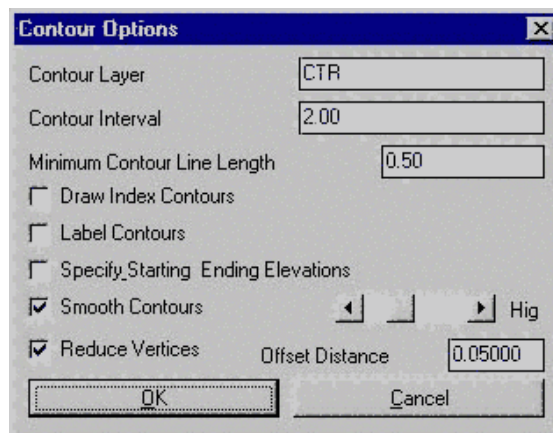 Contour Options
Contour Layer CTR
Contour Interval 2.00
Minimum Contour Line Length 0.50
Draw Index Contours
Label Contours
Specify Starting Ending Elevations
Smooth Contours Hig
Reduce Vertices Offset Distance 0.05000
OK Cancel